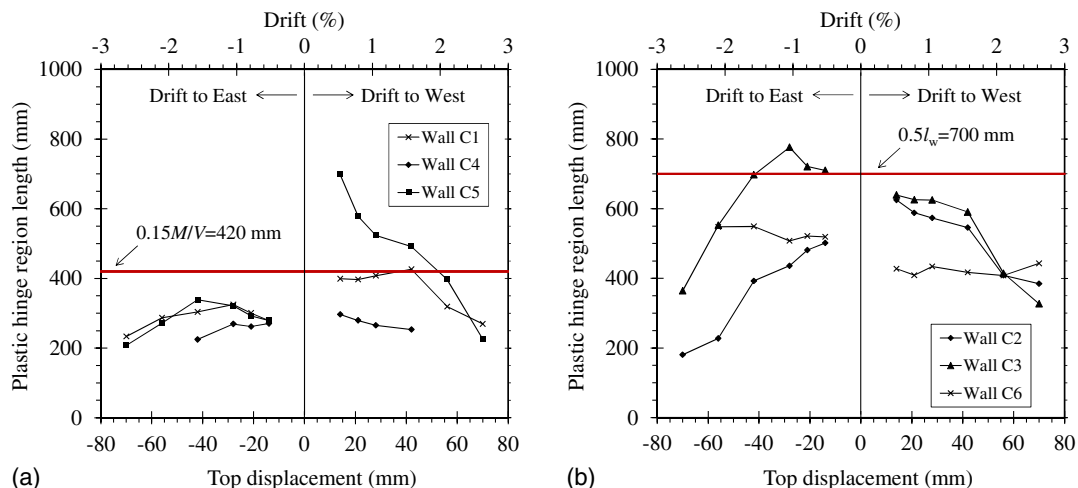 Drift (%)
-3 -2 -1 0 1 2 3
1000
800
600
400
200
0
Plastic hinge region length (mm)
Drift to East
Drift to West
Wall C1
Wall C4
Wall C5
0.15M/V=420 mm
-80 -60 -40 -20 0 20 40 60 80
Top displacement (mm)
(a)
Drift (%)
-3 -2 -1 0 1 2 3
1000
800
600
400
200
0
Plastic hinge region length (mm)
Drift to East
Drift to West
0.5lw=700 mm
Wall C2
Wall C3
Wall C6
-80 -60 -40 -20 0 20 40 60 80
Top displacement (mm)
(b)